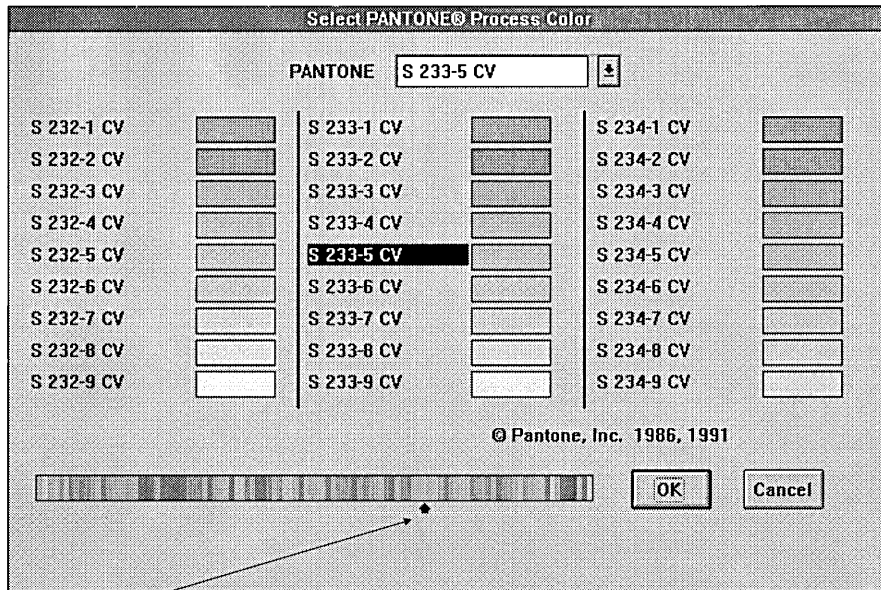 Select PANTONE® Process Color
PANTONE S 233-5 CV
S 232-1 CV S 233-1 CV S 234-1 CV
S 232-2 CV S 233-2 CV S 234-2 CV
S 232-3 CV S 233-3 CV S 234-3 CV
S 232-4 CV S 233-4 CV S 234-4 CV
S 232-5 CV S 233-5 CV S 234-5 CV
S 232-6 CV S 233-6 CV S 234-6 CV
S 232-7 CV S 233-7 CV S 234-7 CV
S 232-8 CV S 233-8 CV S 234-8 CV
S 232-9 CV S 233-9 CV S 234-9 CV
© Pantone, Inc. 1986, 1991
OK Cancel